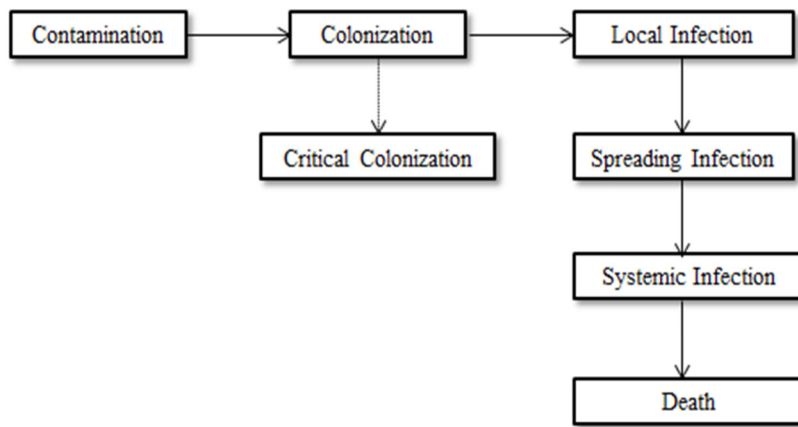 Contamination
Colonization
Local Infection
Critical Colonization
Spreading Infection
Systemic Infection
Death